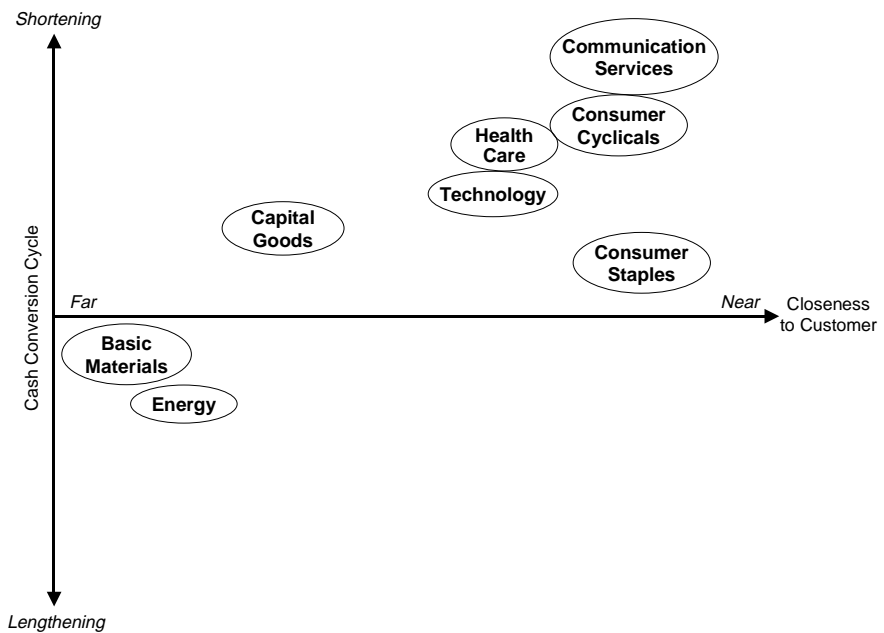 Shortening
Communication
Services
Consumer
Cyclicals
Health
Care
Technology
Capital
Goods
Consumer
Staples
Cash Conversion Cycle
Far
Near
Closeness
to Customer
Basic
Materials
Energy
Lengthening